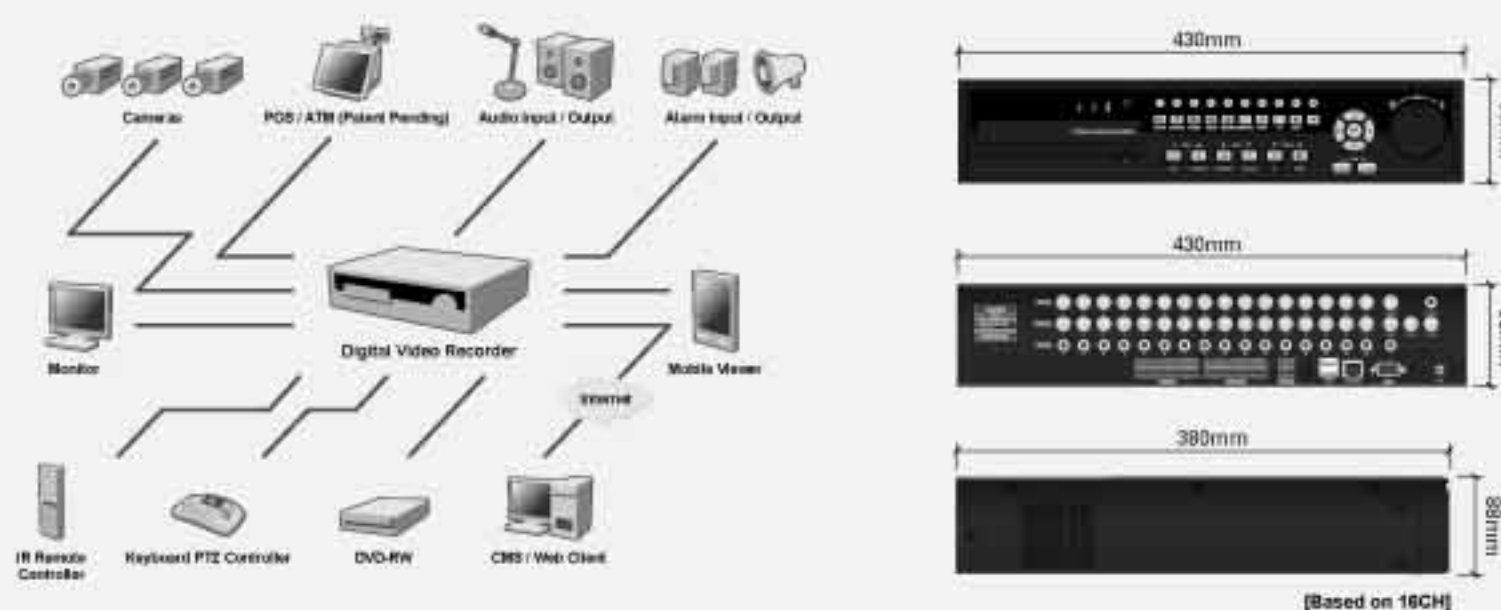 Cameras
POS / ATM (Patent Pending)
Audio Input / Output
Alarm Input / Output
Monitor
Digital Video Recorder
Mobile Viewer
Internet
IR Remote
Controller
Keyboard PTZ Controller
DVD-RW
CMS / Web Client
430mm
430mm
380mm
88mm
[Based on 16CH]